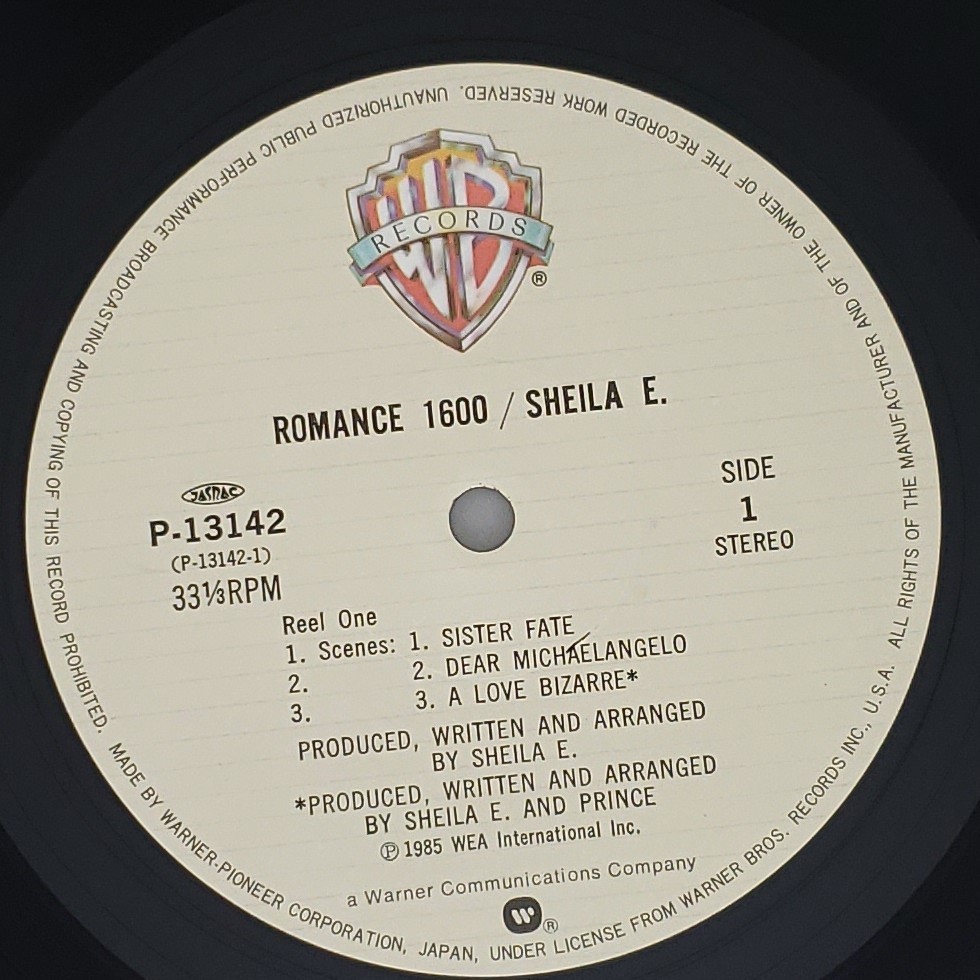 WB
RECORDS
®
ROMANCE 1600 / SHEILA E.
JASRAC
P-13142
(P-13142-1)
33⅓RPM
SIDE
1
STEREO
Reel One
1. Scenes: 1. SISTER FATE
2. 2. DEAR MICHAELANGELO
3. 3. A LOVE BIZARRE*
PRODUCED, WRITTEN AND ARRANGED
BY SHEILA E.
*PRODUCED, WRITTEN AND ARRANGED
BY SHEILA E. AND PRINCE
℗ 1985 WEA International Inc.
a Warner Communications Company
W ®
MADE BY WARNER-PIONEER CORPORATION, JAPAN, UNDER LICENSE FROM WARNER BROS. RECORDS INC., U.S.A. ALL RIGHTS OF THE MANUFACTURER AND OF THE OWNER OF THE RECORDED WORK RESERVED. UNAUTHORIZED PUBLIC PERFORMANCE BROADCASTING AND COPYING OF THIS RECORD PROHIBITED.